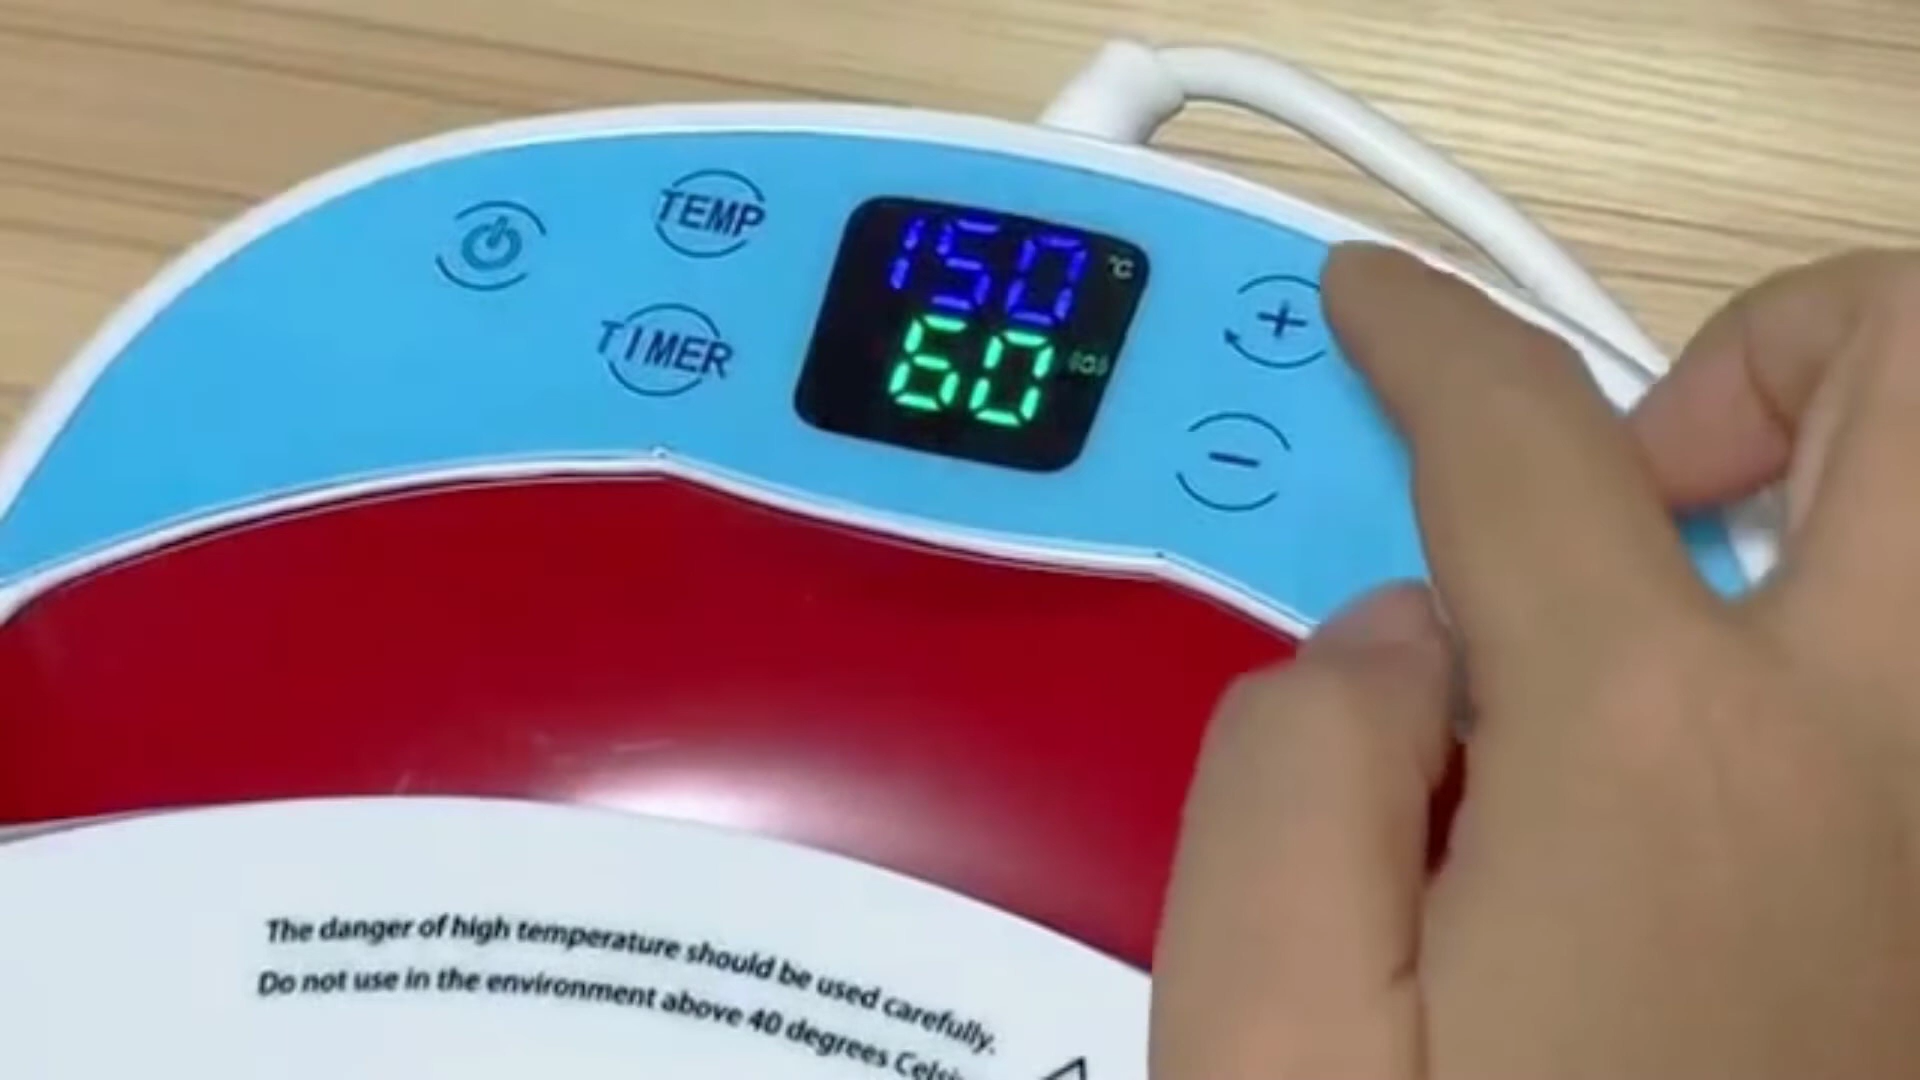 TEMP
TIMER
150 °C
60
+
−
The danger of high temperature should be used carefully.
Do not use in the environment above 40 degrees